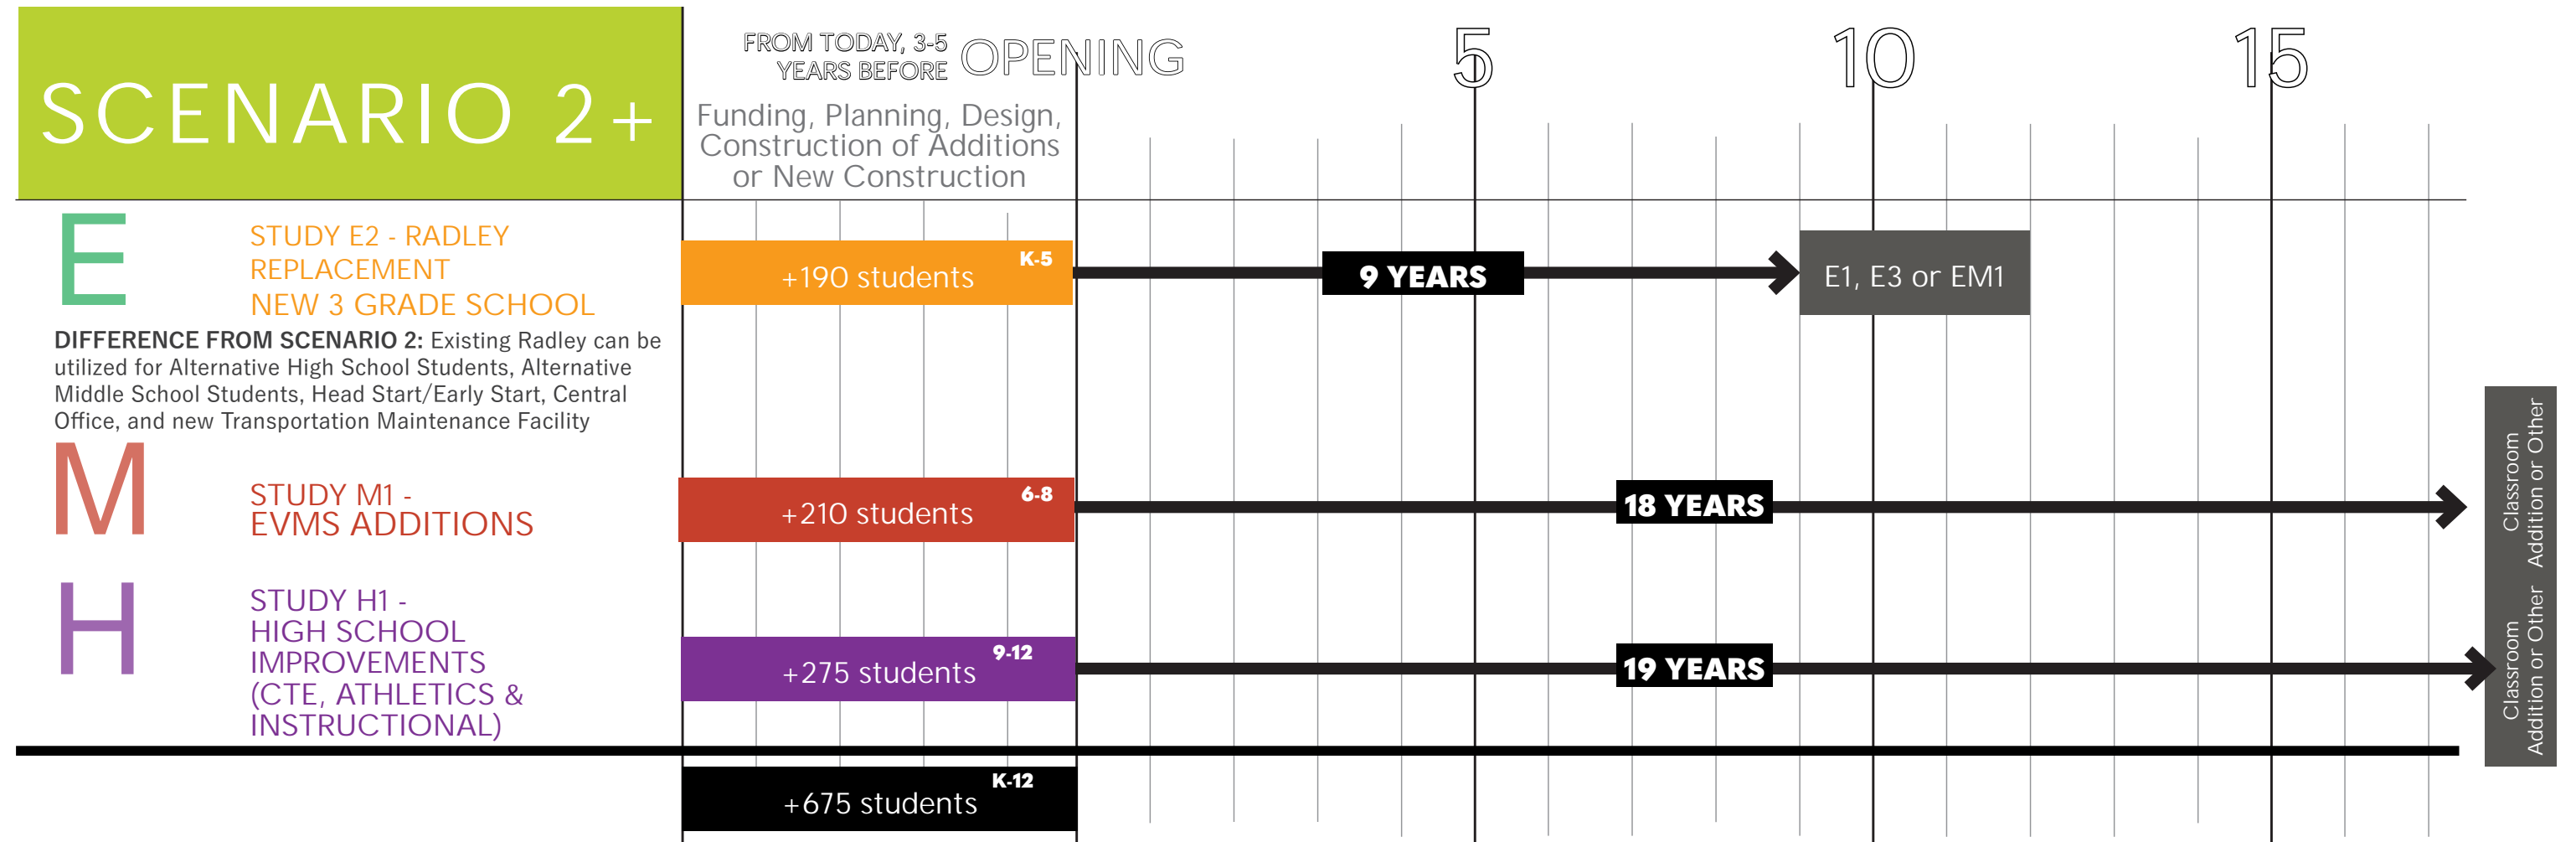 SCENARIO 2+
FROM TODAY, 3-5
YEARS BEFORE
OPENING
5
10
15
Funding, Planning, Design,
Construction of Additions
or New Construction
E
STUDY E2 - RADLEY
REPLACEMENT
NEW 3 GRADE SCHOOL
+190 students
K-5
9 YEARS
E1, E3 or EM1
DIFFERENCE FROM SCENARIO 2: Existing Radley can be
utilized for Alternative High School Students, Alternative
Middle School Students, Head Start/Early Start, Central
Office, and new Transportation Maintenance Facility
M
STUDY M1 -
EVMS ADDITIONS
+210 students
6-8
18 YEARS
Classroom
Addition or Other
H
STUDY H1 -
HIGH SCHOOL
IMPROVEMENTS
(CTE, ATHLETICS &
INSTRUCTIONAL)
+275 students
9-12
19 YEARS
Classroom
Addition or Other
+675 students
K-12